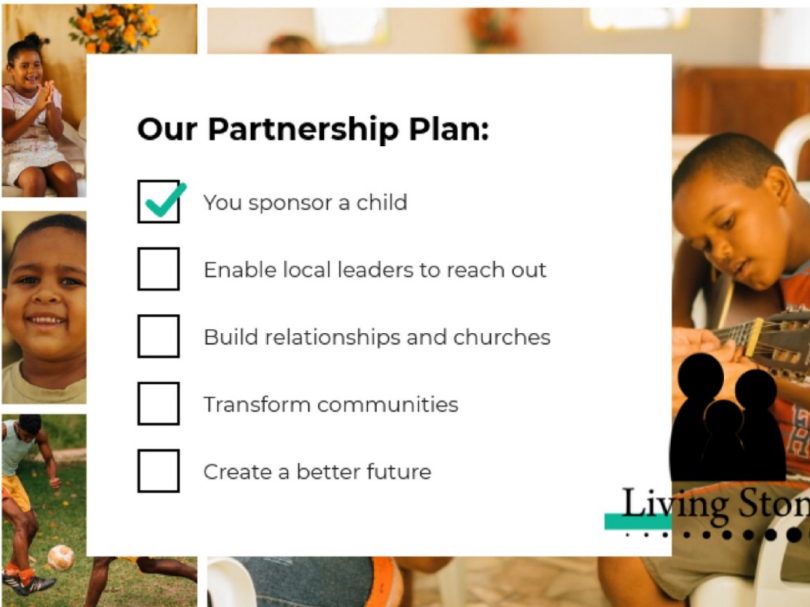 Our Partnership Plan:
You sponsor a child
Enable local leaders to reach out
Build relationships and churches
Transform communities
Create a better future
Living